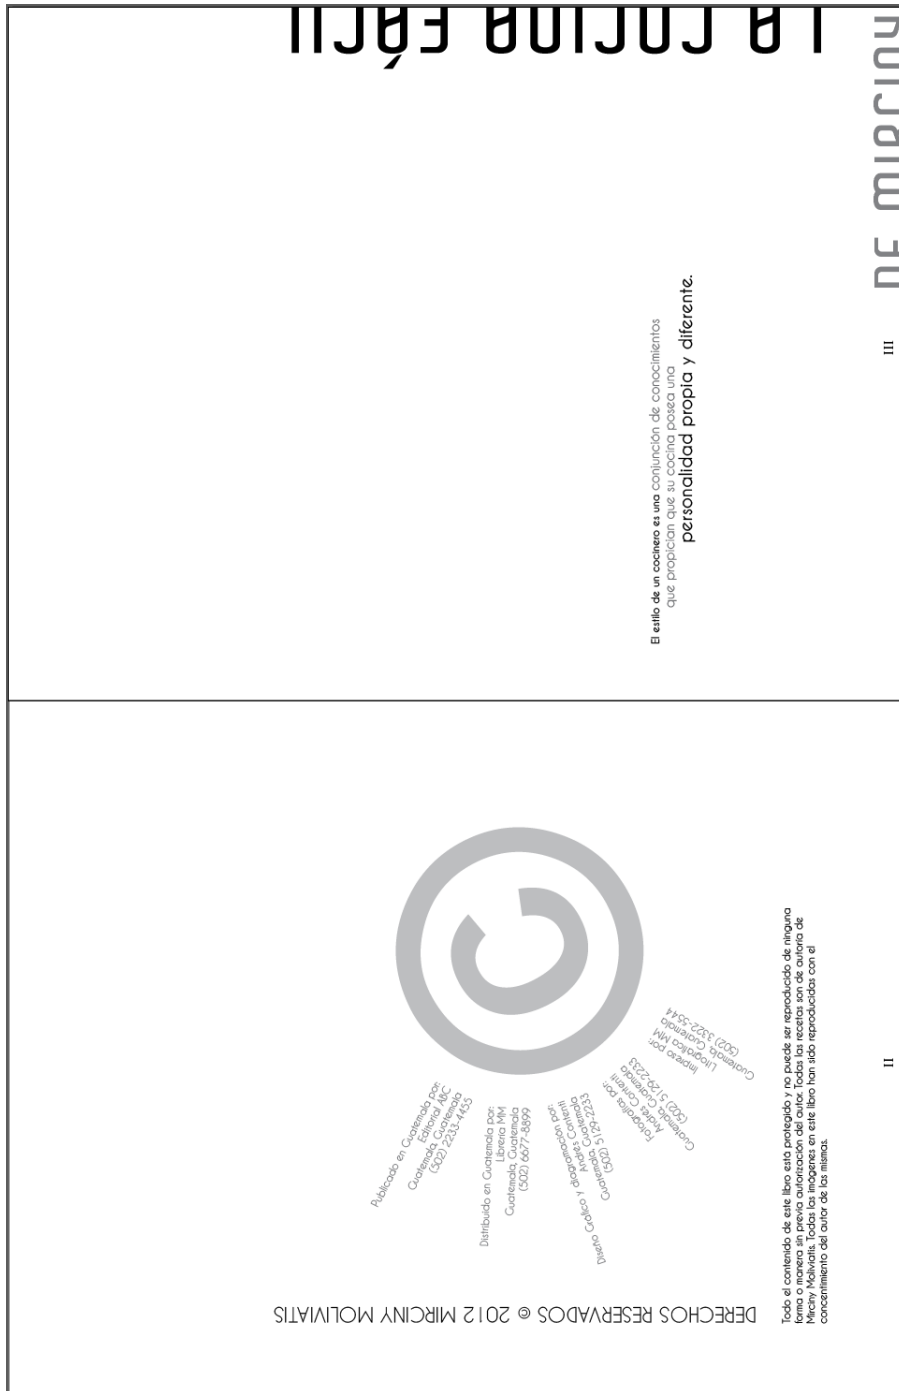 DERECHOS RESERVADOS © 2012 MIRCINY MOLIVIATIS
Publicado en Guatemala por:
Editorial ABC
Guatemala, Guatemala
(502) 2233-4455
Distribuido en Guatemala por:
Librería MM
Guatemala, Guatemala
(502) 6677-8899
Diseño Gráfico y diagramación por:
Andrés Contenti
Guatemala, Guatemala
(502) 5129-2233
Fotografías por:
Andrés Contenti
Guatemala, Guatemala
(502) 5129-2233
Impreso por:
Litográfica MM
Guatemala, Guatemala
(502) 3322-5544
Todo el contenido de este libro está protegido y no puede ser reproducido de ninguna
forma o manera sin previa autorización del autor. Todas las recetas son de autoría de
Mirciny Moliviatis. Todas las imágenes en este libro han sido reproducidas con el
concentimiento del autor de las mismas.
II
La cocina Fácil
El estilo de un cocinero es una conjunción de conocimientos
que propician que su cocina posea una
personalidad propia y diferente.
de Mirciny
III